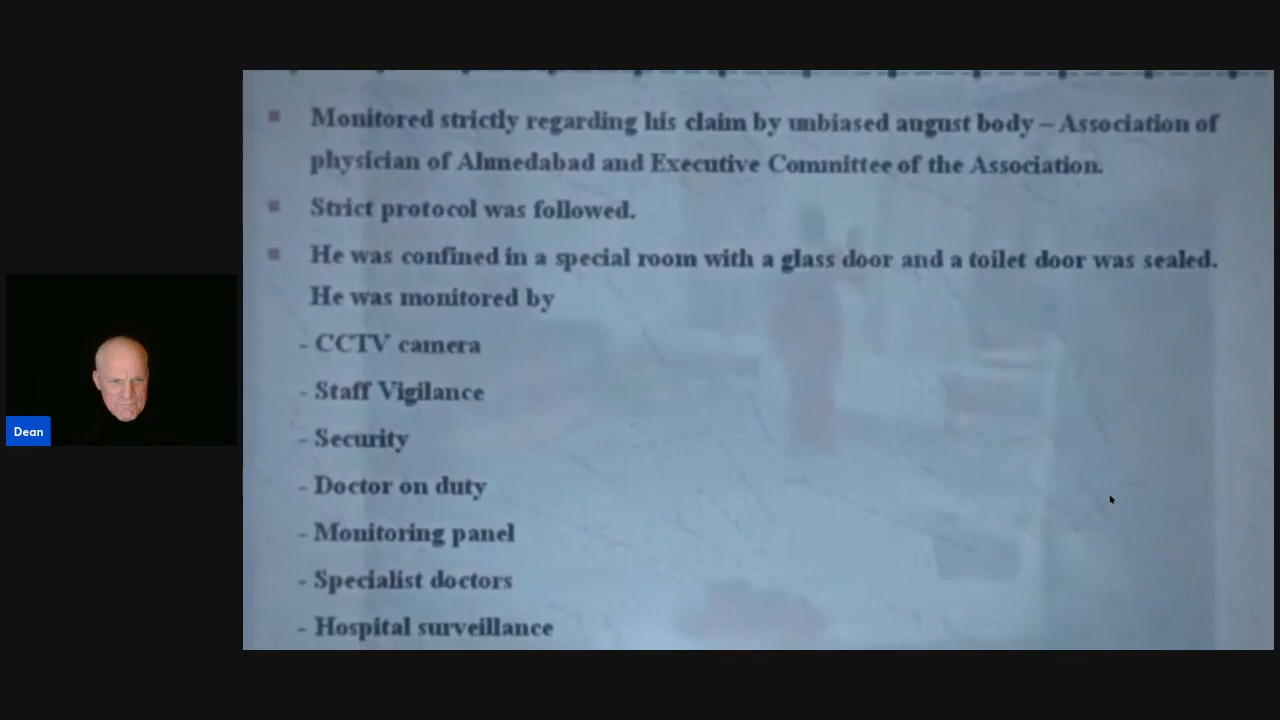 Monitored strictly regarding his claim by unbiased august body – Association of
physician of Ahmedabad and Executive Committee of the Association.
Strict protocol was followed.
He was confined in a special room with a glass door and a toilet door was sealed.
He was monitored by
- CCTV camera
- Staff Vigilance
- Security
- Doctor on duty
- Monitoring panel
- Specialist doctors
- Hospital surveillance
Dean